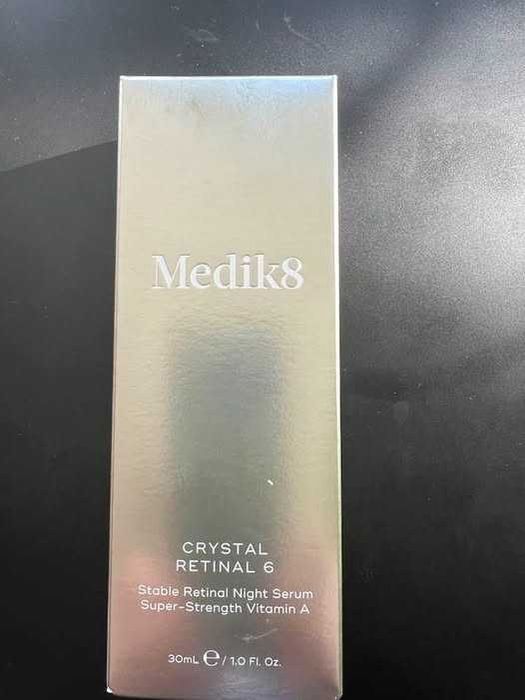 Medik8
CRYSTAL
RETINAL 6
Stable Retinal Night Serum
Super-Strength Vitamin A
30mL ℮ / 1.0 Fl. Oz.